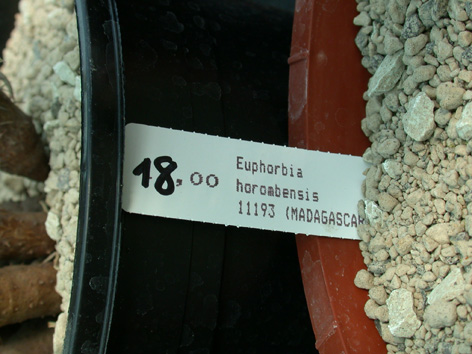 18,00
Euphorbia
horombensis
11193 (MADAGASCAR